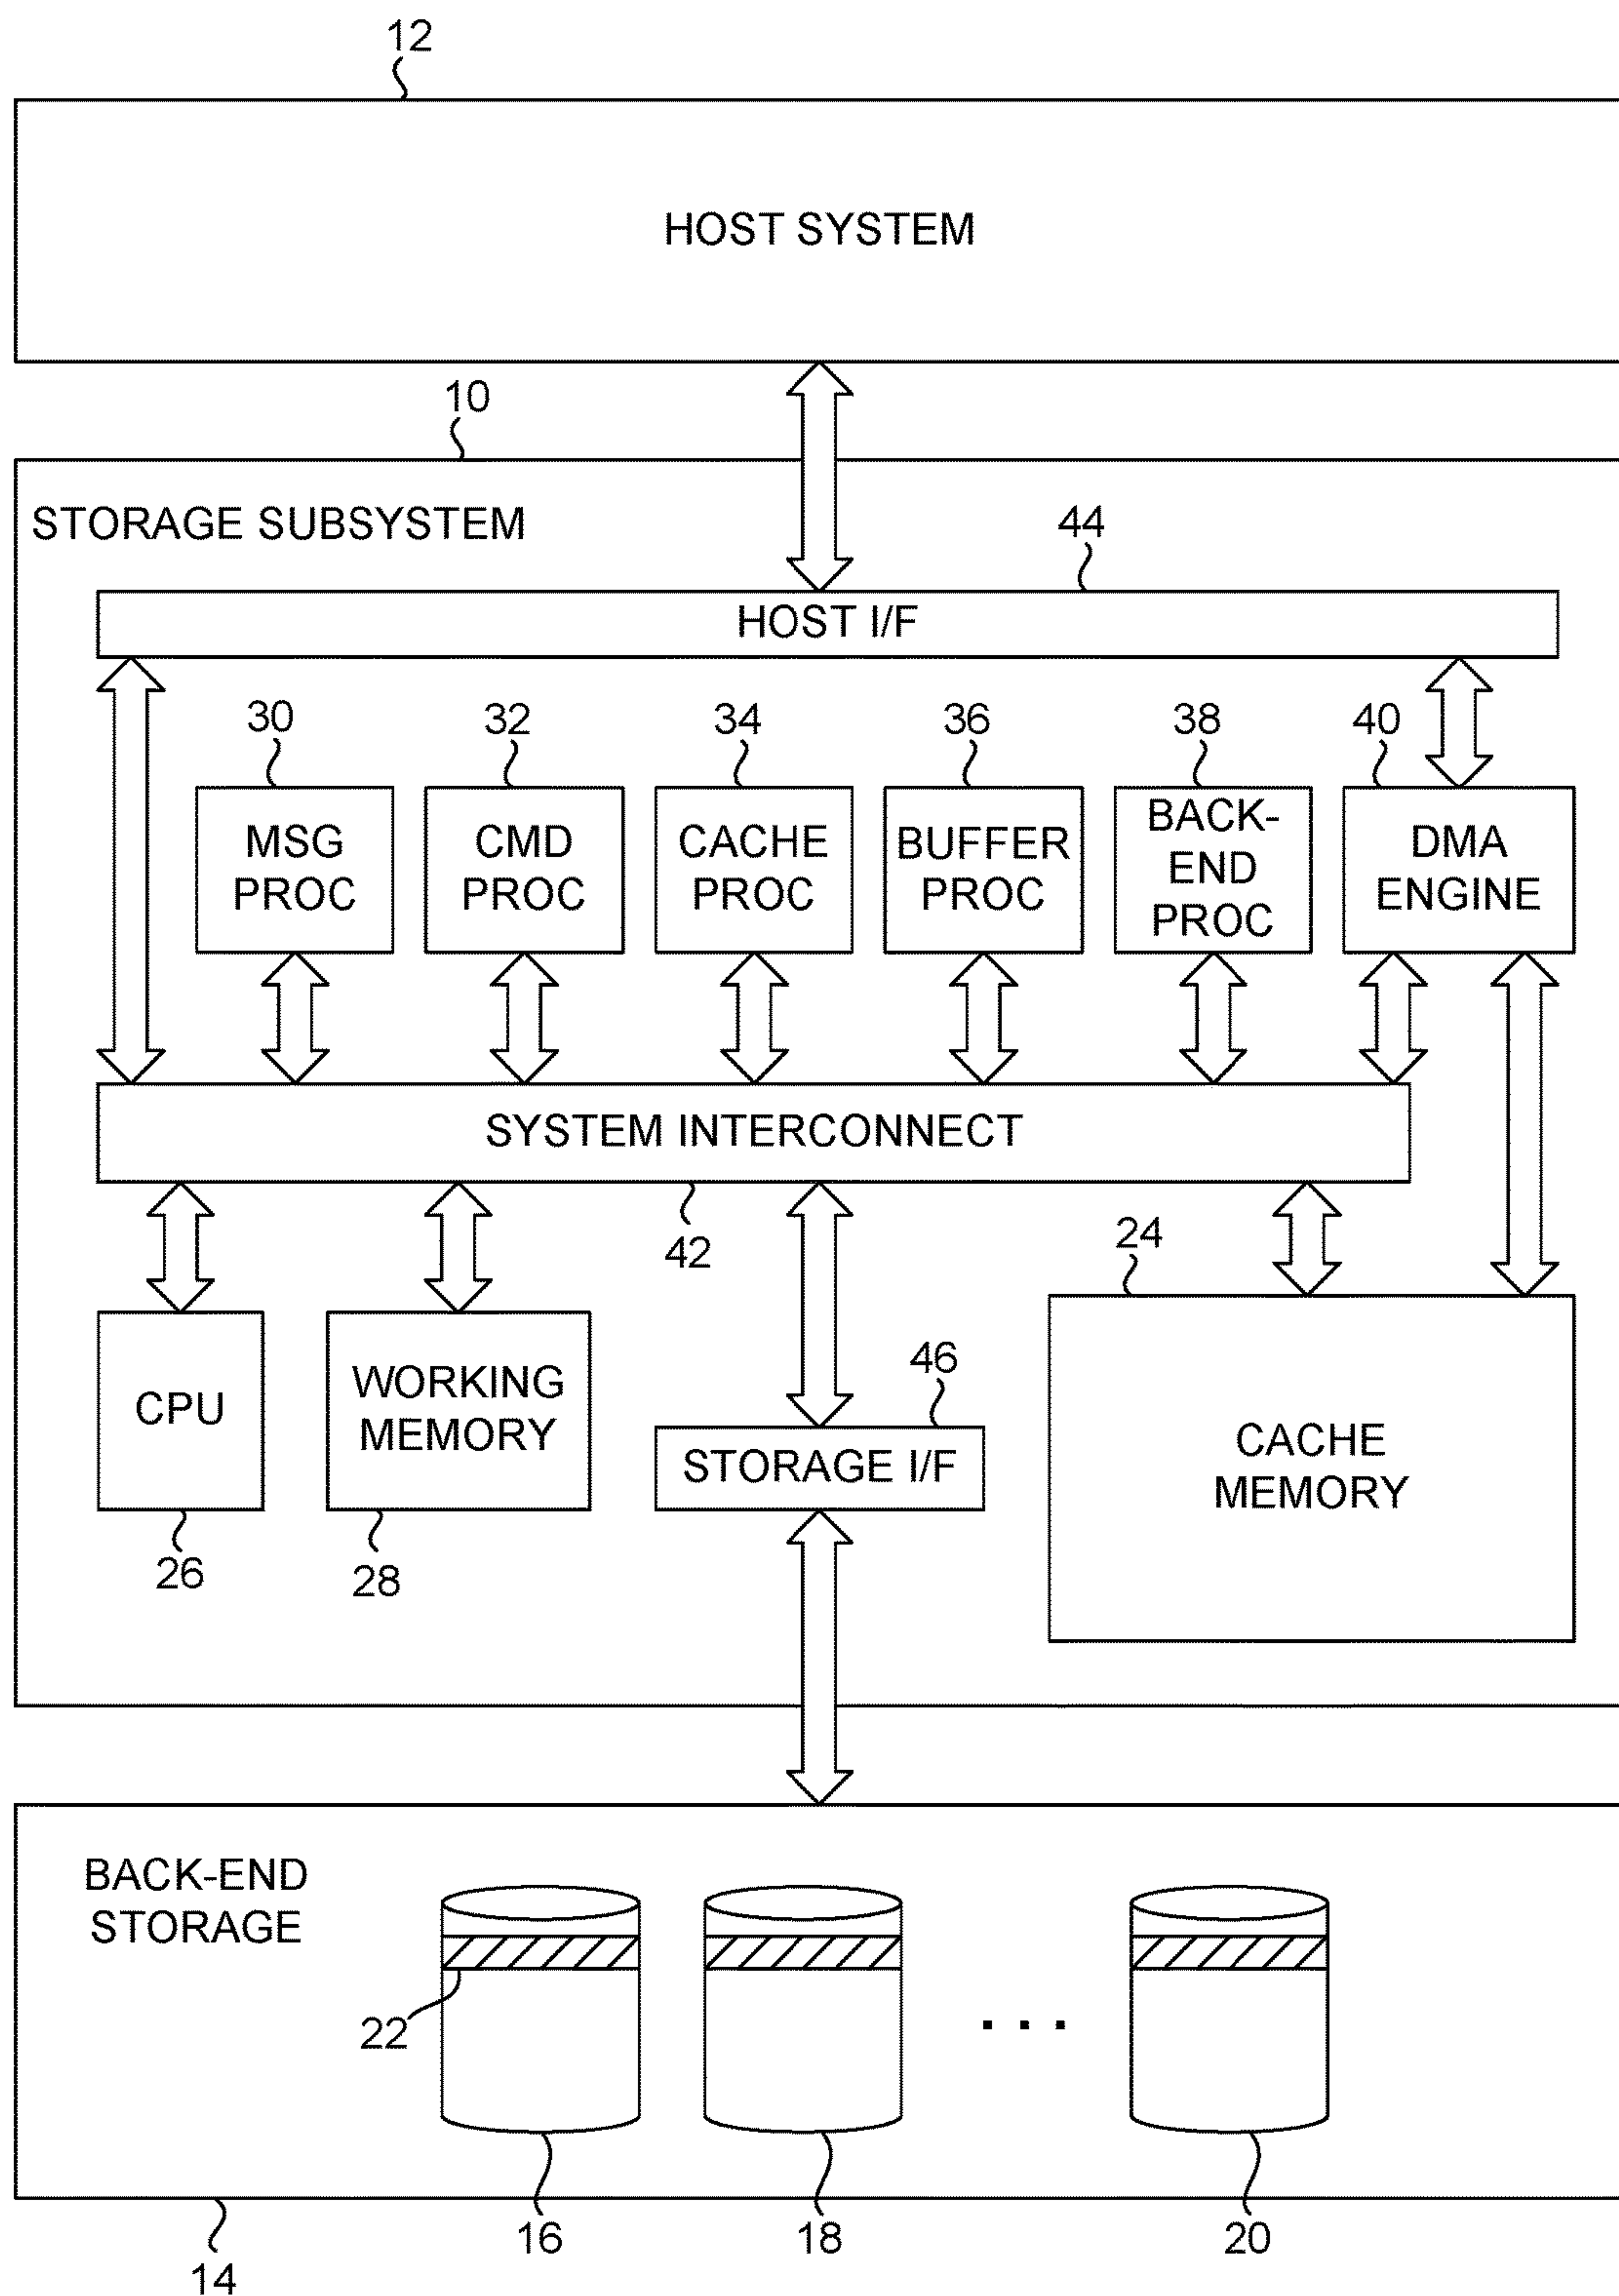 12
HOST SYSTEM
10
STORAGE SUBSYSTEM
44
HOST I/F
30
32
34
36
38
40
MSG
PROC
CMD
PROC
CACHE
PROC
BUFFER
PROC
BACK-
END
PROC
DMA
ENGINE
SYSTEM INTERCONNECT
42
24
CPU
WORKING
MEMORY
46
STORAGE I/F
CACHE
MEMORY
26
28
BACK-END
STORAGE
22
. . .
16
18
20
14